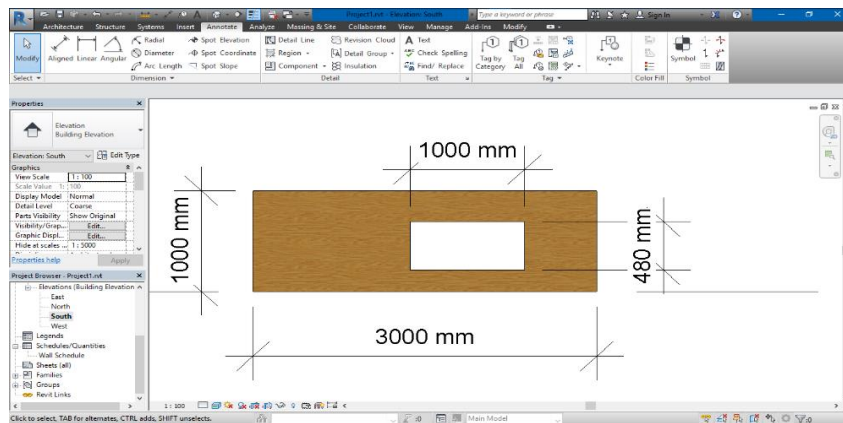 Project1.rvt - Elevation: South
Type a keyword or phrase
Sign In
Architecture Structure Systems Insert Annotate Analyze Massing & Site Collaborate View Manage Add-Ins Modify
Modify
Aligned Linear Angular
Radial
Diameter
Arc Length
Spot Elevation
Spot Coordinate
Spot Slope
Detail Line
Region
Component
Revision Cloud
Detail Group
Insulation
A Text
Check Spelling
Find/ Replace
Tag by Category
Tag All
Keynote
Symbol
Select Dimension Detail Text Tag Color Fill Symbol
Properties
Elevation
Building Elevation
Elevation: South Edit Type
Graphics
View Scale 1 : 100
Scale Value 1: 100
Display Model Normal
Detail Level Coarse
Parts Visibility Show Original
Visibility/Grap... Edit...
Graphic Displ... Edit...
Hide at scales ... 1 : 5000
Properties help Apply
Project Browser - Project1.rvt
Elevations (Building Elevation
East
North
South
West
Legends
Schedules/Quantities
Wall Schedule
Sheets (all)
Families
Groups
Revit Links
1000 mm
1000 mm
480 mm
3000 mm
1 : 100
Click to select, TAB for alternates, CTRL adds, SHIFT unselects.
:0
Main Model
:0